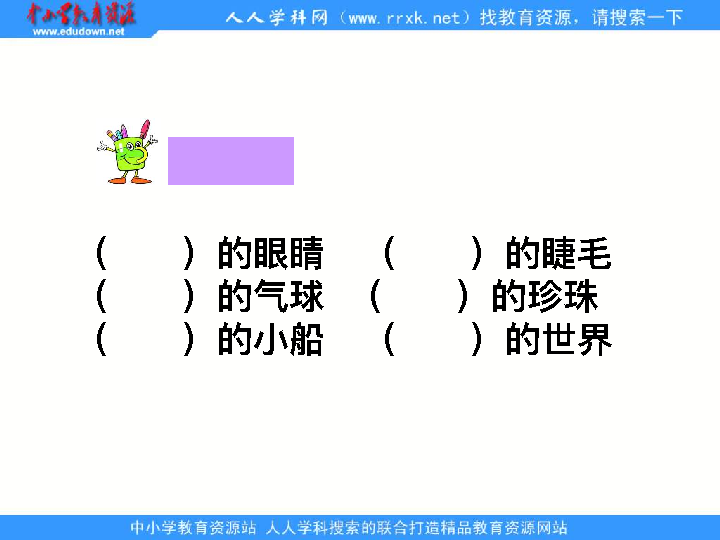 中小学教育资源
www.edudown.net
人人学科网（www.rrxk.net）找教育资源，请搜索一下
（　　）的眼睛　（　　）的睫毛
（　　）的气球　（　　）的珍珠
（　　）的小船　（　　）的世界
中小学教育资源站 人人学科搜索的联合打造精品教育资源网站